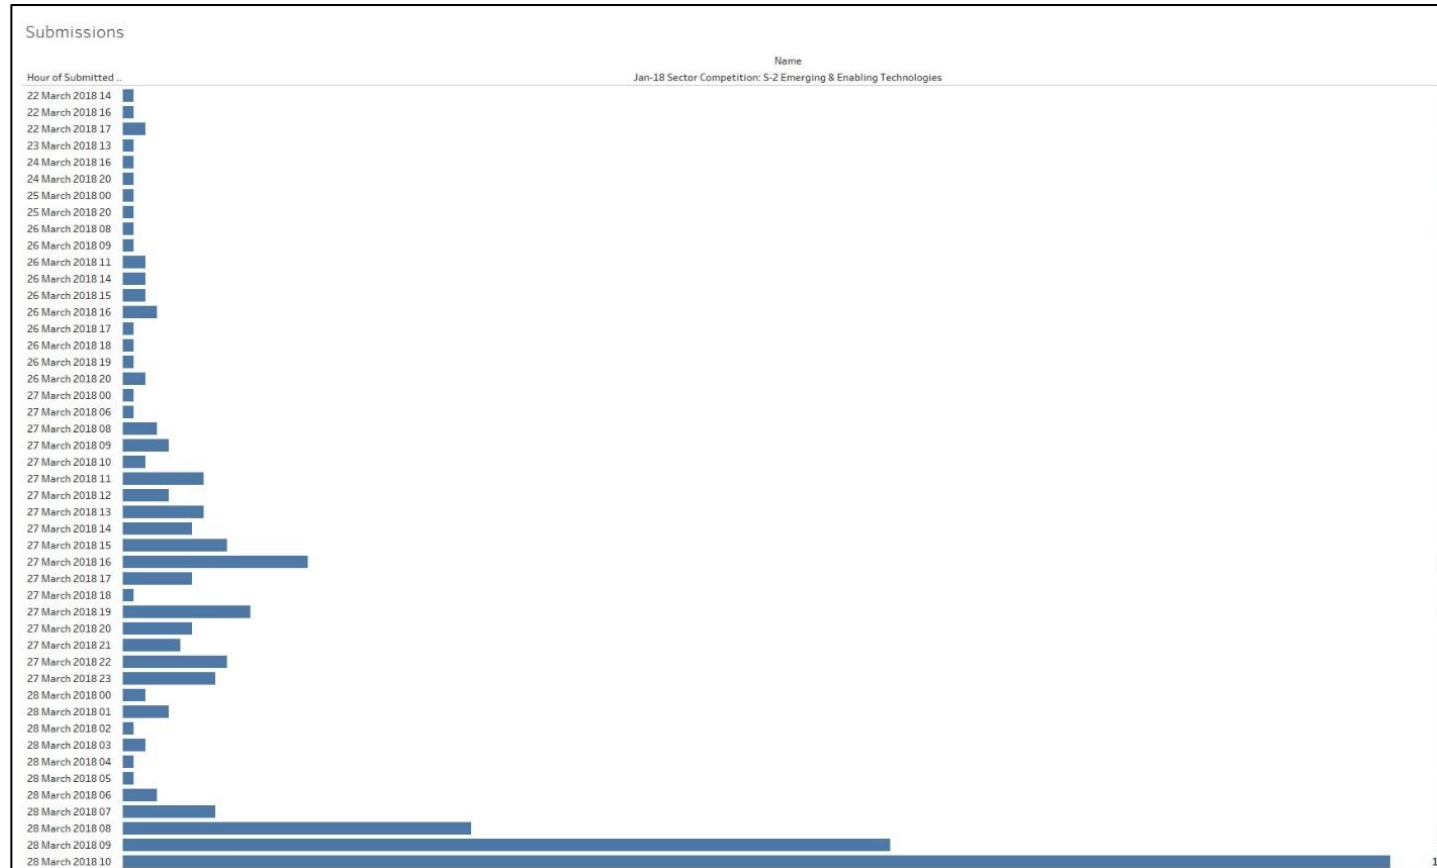 Submissions
Name
Hour of Submitted ..
Jan-18 Sector Competition: S-2 Emerging & Enabling Technologies
22 March 2018 14
22 March 2018 16
22 March 2018 17
23 March 2018 13
24 March 2018 16
24 March 2018 20
25 March 2018 00
25 March 2018 20
26 March 2018 08
26 March 2018 09
26 March 2018 11
26 March 2018 14
26 March 2018 15
26 March 2018 16
26 March 2018 17
26 March 2018 18
26 March 2018 19
26 March 2018 20
27 March 2018 00
27 March 2018 06
27 March 2018 08
27 March 2018 09
27 March 2018 10
27 March 2018 11
27 March 2018 12
27 March 2018 13
27 March 2018 14
27 March 2018 15
27 March 2018 16
27 March 2018 17
27 March 2018 18
27 March 2018 19
27 March 2018 20
27 March 2018 21
27 March 2018 22
27 March 2018 23
28 March 2018 00
28 March 2018 01
28 March 2018 02
28 March 2018 03
28 March 2018 04
28 March 2018 05
28 March 2018 06
28 March 2018 07
28 March 2018 08
28 March 2018 09
28 March 2018 10
1